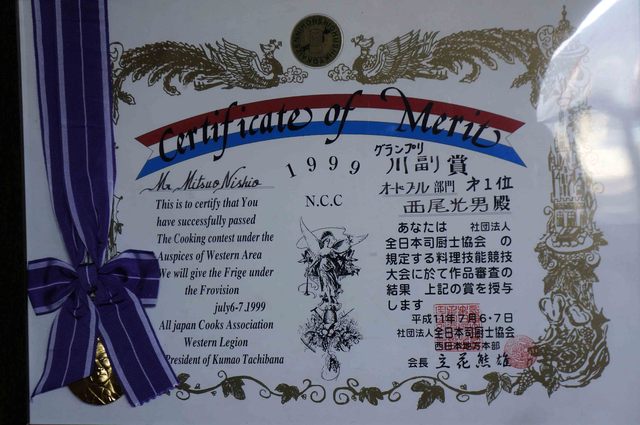 Certificate of Merit
1999
グランプリ
川副賞
Mr. Mitsuo Nishio
オードブル部門 オ1位
N.C.C
西尾光男殿
This is to certify that You
have successfully passed
The Cooking contest under the
Auspices of Western Area
We will give the Frige under
the Frovision
july6-7.1999
All japan Cooks Association
Western Legion
President of Kumao Tachibana
あなたは 社団法人
全日本司厨士協会 の
規定する料理技能競技
大会に於て作品審査の
結果 上記の賞を授与
します
平成11年7月6・7日
社団法人 全日本司厨士協会
西日本地方本部
会長 立花熊雄